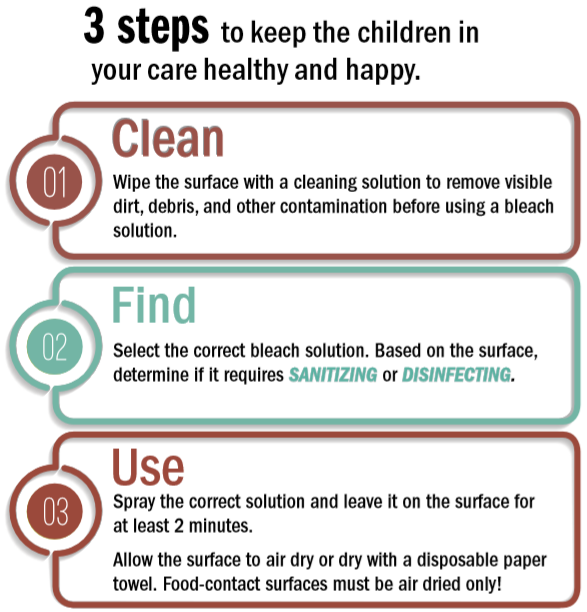 3 steps to keep the children in
your care healthy and happy.
01
Clean
Wipe the surface with a cleaning solution to remove visible
dirt, debris, and other contamination before using a bleach
solution.
02
Find
Select the correct bleach solution. Based on the surface,
determine if it requires SANITIZING or DISINFECTING.
03
Use
Spray the correct solution and leave it on the surface for
at least 2 minutes.
Allow the surface to air dry or dry with a disposable paper
towel. Food-contact surfaces must be air dried only!